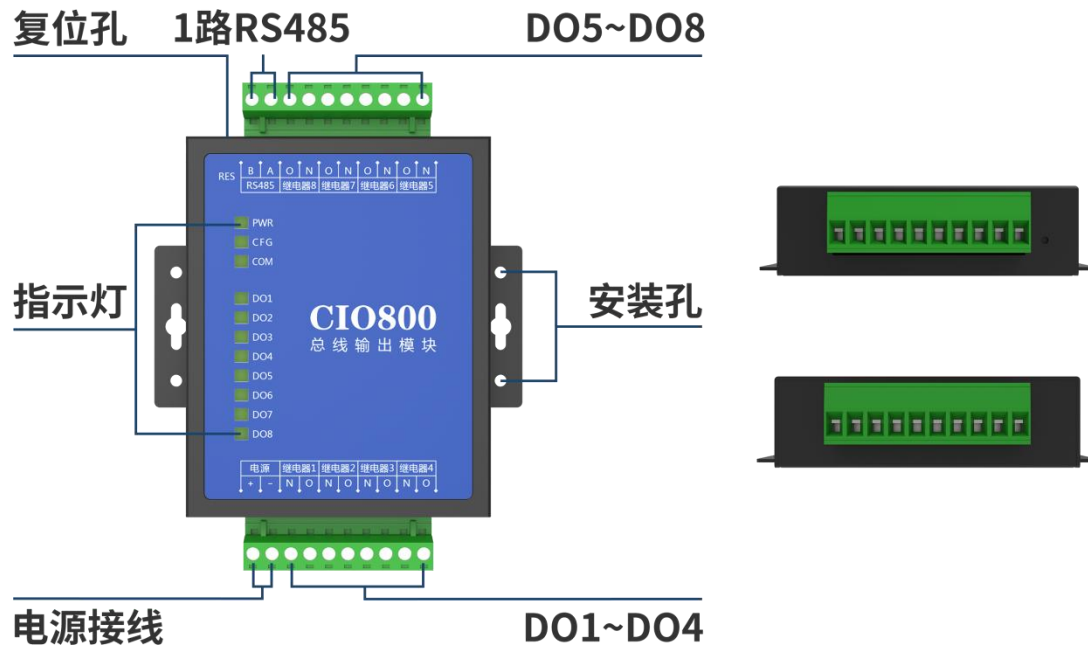 复位孔 1路RS485 DO5~DO8
RES B A O N O N O N O N
RS485 继电器8 继电器7 继电器6 继电器5
PWR
CFG
COM
指示灯 安装孔
DO1
DO2
CIO800
DO3
总线输出模块
DO4
DO5
DO6
DO7
DO8
电源 继电器1 继电器2 继电器3 继电器4
+ - N O N O N O N O
电源接线 DO1~DO4